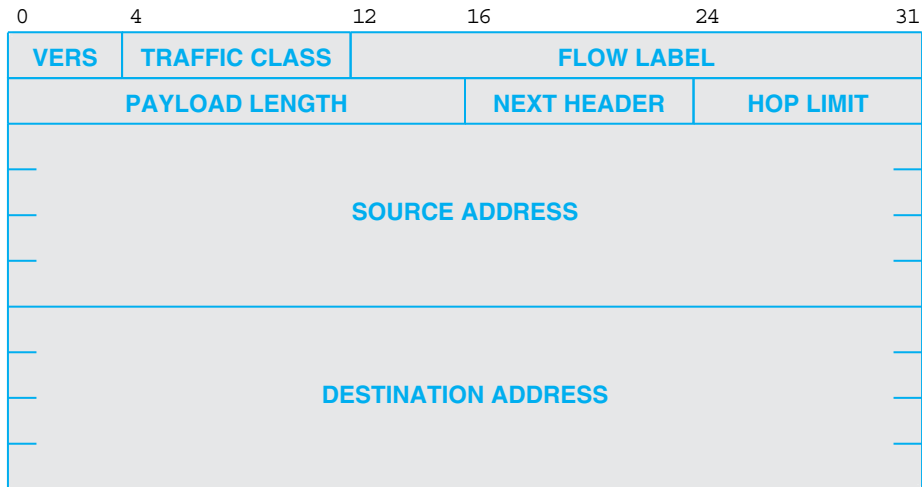 0 4 12 16 24 31
VERS TRAFFIC CLASS FLOW LABEL
PAYLOAD LENGTH NEXT HEADER HOP LIMIT
SOURCE ADDRESS
DESTINATION ADDRESS